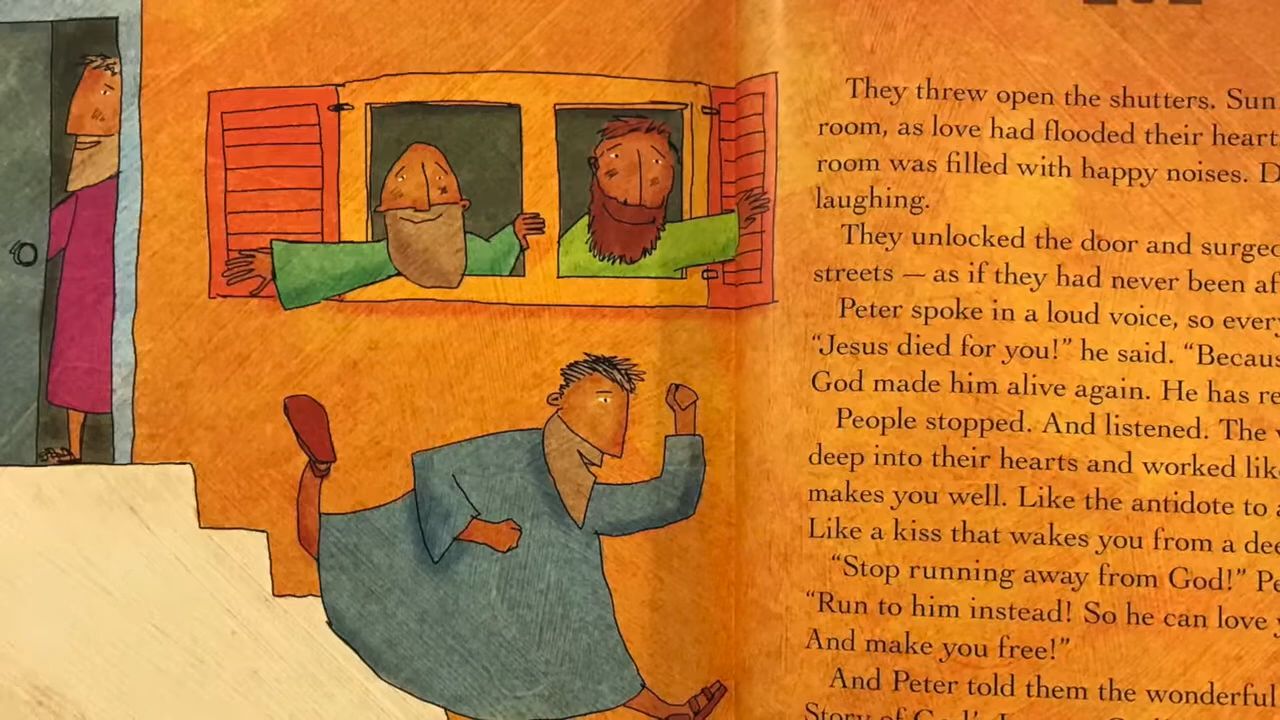 They threw open the shutters. Sun
room, as love had flooded their heart
room was filled with happy noises. D
laughing.
They unlocked the door and surged
streets — as if they had never been af
Peter spoke in a loud voice, so every
"Jesus died for you!" he said. "Becaus
God made him alive again. He has re
People stopped. And listened. The
deep into their hearts and worked lik
makes you well. Like the antidote to a
Like a kiss that wakes you from a dee
"Stop running away from God!" Pe
"Run to him instead! So he can love y
And make you free!"
And Peter told them the wonderful
Story of God's